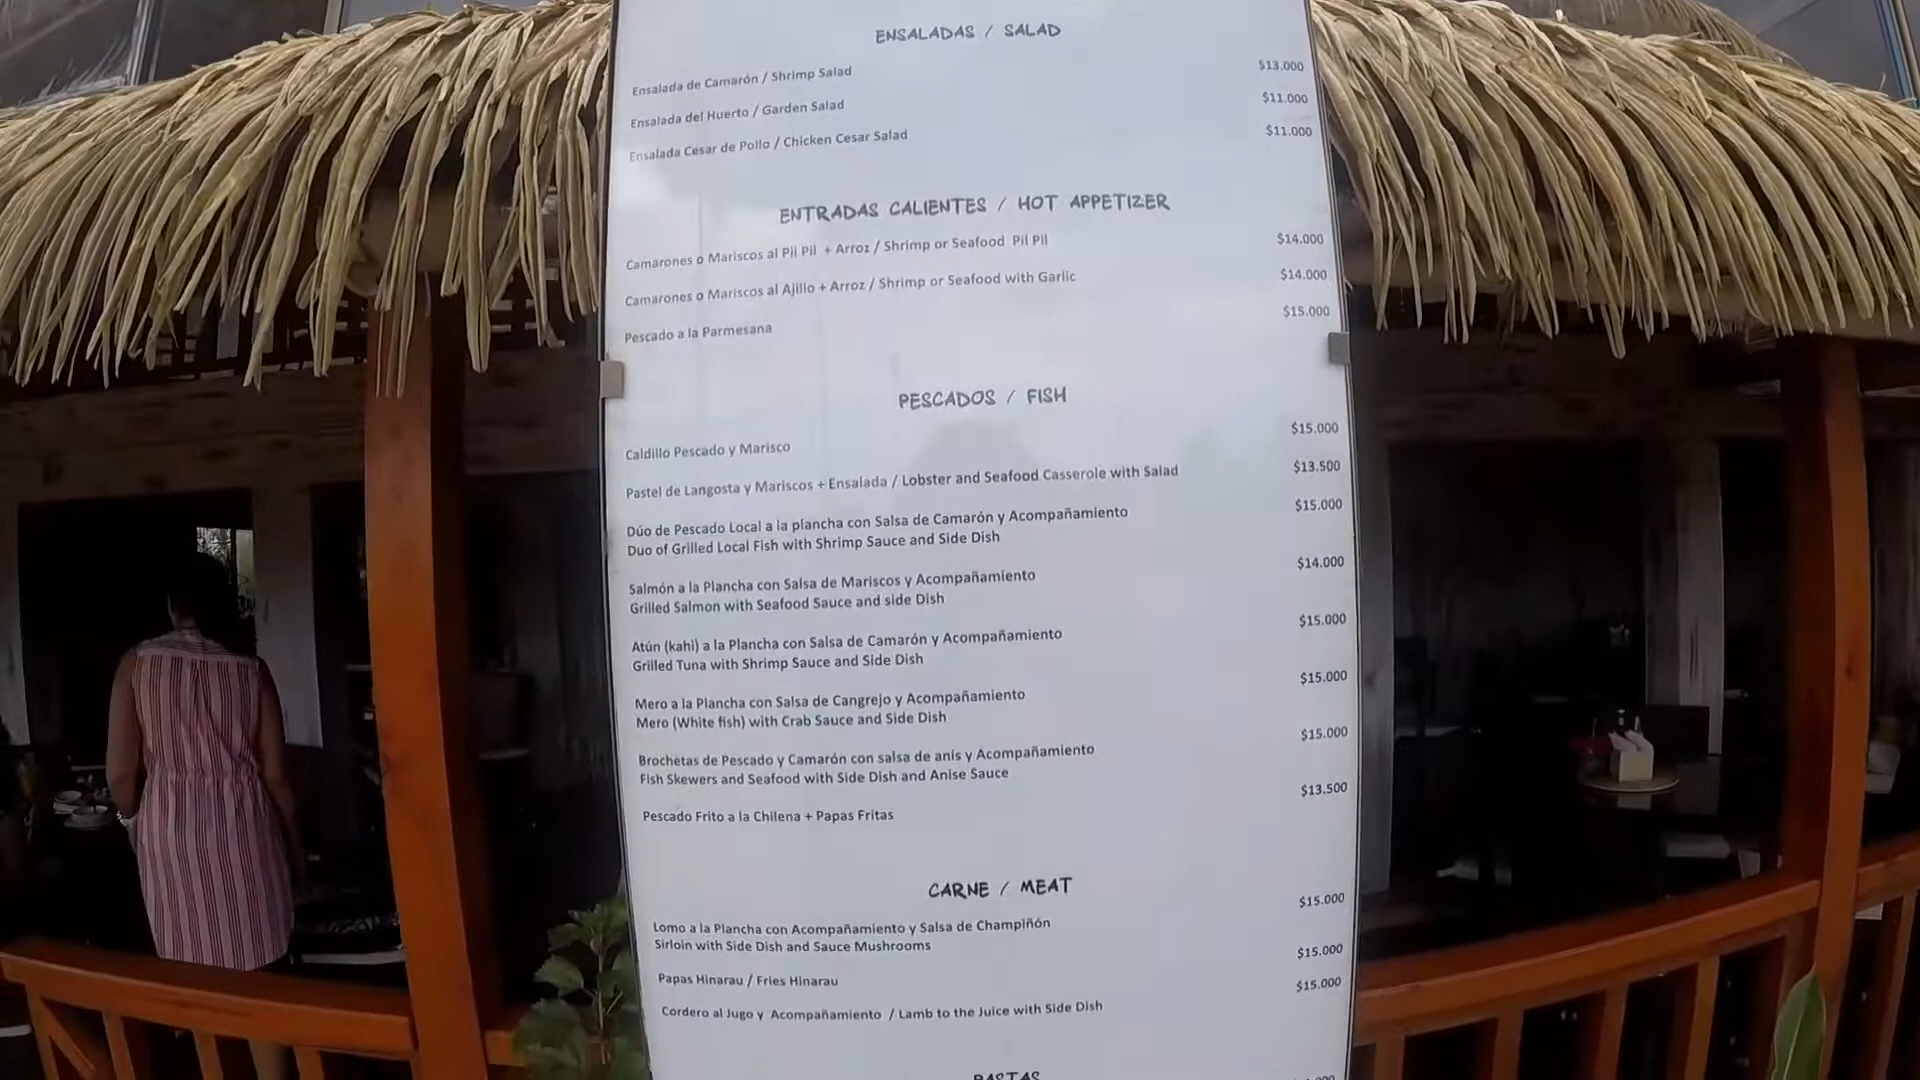 ENSALADAS / SALAD
Ensalada de Camarón / Shrimp Salad $13.000
Ensalada del Huerto / Garden Salad $11.000
Ensalada Cesar de Pollo / Chicken Cesar Salad $11.000
ENTRADAS CALIENTES / HOT APPETIZER
Camarones o Mariscos al Pil Pil + Arroz / Shrimp or Seafood Pil Pil $14.000
Camarones o Mariscos al Ajillo + Arroz / Shrimp or Seafood with Garlic $14.000
Pescado a la Parmesana $15.000
PESCADOS / FISH
Caldillo Pescado y Marisco $15.000
Pastel de Langosta y Mariscos + Ensalada / Lobster and Seafood Casserole with Salad $13.500
Dúo de Pescado Local a la plancha con Salsa de Camarón y Acompañamiento $15.000
Duo of Grilled Local Fish with Shrimp Sauce and Side Dish
Salmón a la Plancha con Salsa de Mariscos y Acompañamiento $14.000
Grilled Salmon with Seafood Sauce and side Dish
Atún (kahi) a la Plancha con Salsa de Camarón y Acompañamiento $15.000
Grilled Tuna with Shrimp Sauce and Side Dish
Mero a la Plancha con Salsa de Cangrejo y Acompañamiento $15.000
Mero (White fish) with Crab Sauce and Side Dish
Brochetas de Pescado y Camarón con salsa de anís y Acompañamiento $15.000
Fish Skewers and Seafood with Side Dish and Anise Sauce
Pescado Frito a la Chilena + Papas Fritas $13.500
CARNE / MEAT
Lomo a la Plancha con Acompañamiento y Salsa de Champiñón $15.000
Sirloin with Side Dish and Sauce Mushrooms
Papas Hinarau / Fries Hinarau $15.000
Cordero al Jugo y Acompañamiento / Lamb to the Juice with Side Dish $15.000
PASTAS